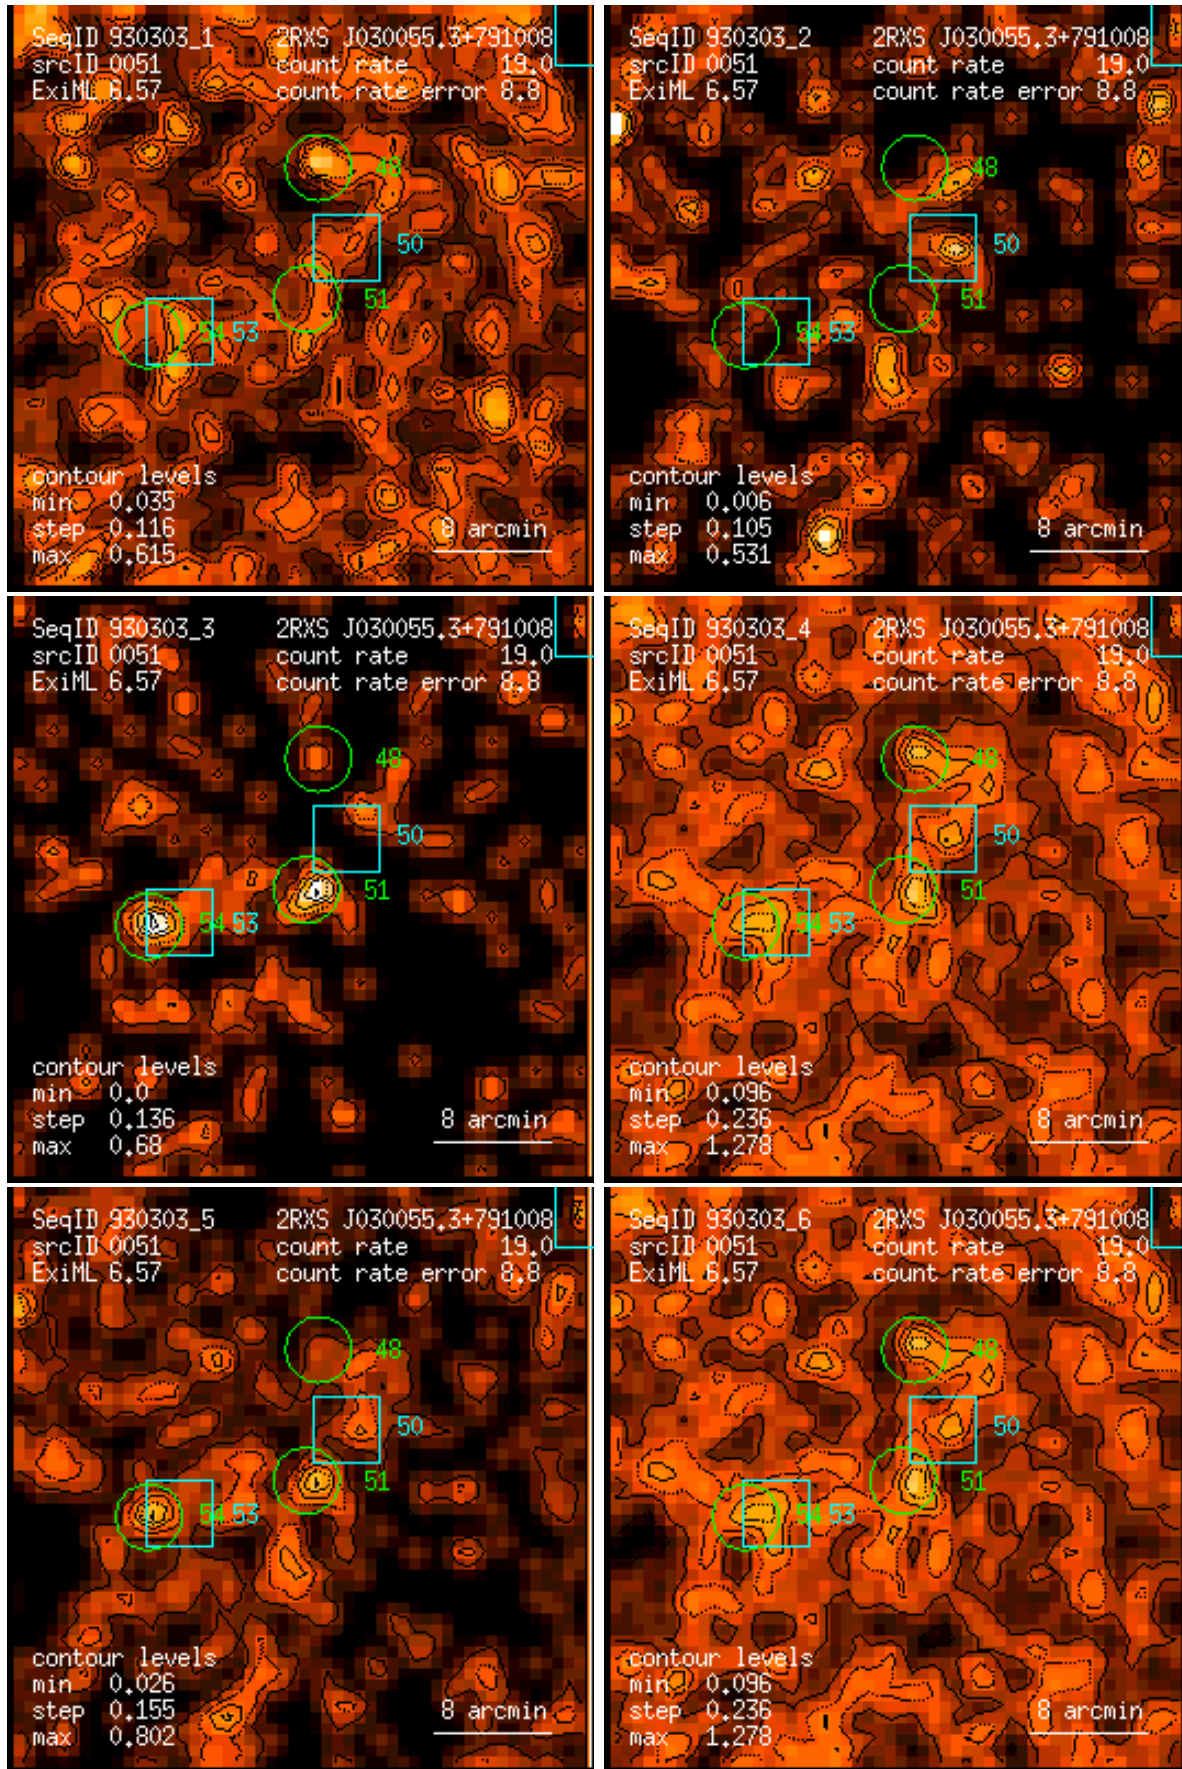 SeqID 930303_1 2RXS J030055.3+791008
srcID 0051 count rate 19.0
ExiML 6.57 count rate error 8.8
48
50
51
54 53
contour levels
min 0.035
step 0.116 8 arcmin
max 0.615
SeqID 930303_2 2RXS J030055.3+791008
srcID 0051 count rate 19.0
ExiML 6.57 count rate error 8.8
48
50
51
54 53
contour levels
min 0.006
step 0.105 8 arcmin
max 0.531
SeqID 930303_3 2RXS J030055.3+791008
srcID 0051 count rate 19.0
ExiML 6.57 count rate error 8.8
48
50
51
54 53
contour levels
min 0.0
step 0.136 8 arcmin
max 0.68
SeqID 930303_4 2RXS J030055.3+791008
srcID 0051 count rate 19.0
ExiML 6.57 count rate error 8.8
48
50
51
54 53
contour levels
min 0.096
step 0.236 8 arcmin
max 1.278
SeqID 930303_5 2RXS J030055.3+791008
srcID 0051 count rate 19.0
ExiML 6.57 count rate error 8.8
48
50
51
54 53
contour levels
min 0.026
step 0.155 8 arcmin
max 0.802
SeqID 930303_6 2RXS J030055.3+791008
srcID 0051 count rate 19.0
ExiML 6.57 count rate error 8.8
48
50
51
54 53
contour levels
min 0.096
step 0.236 8 arcmin
max 1.278